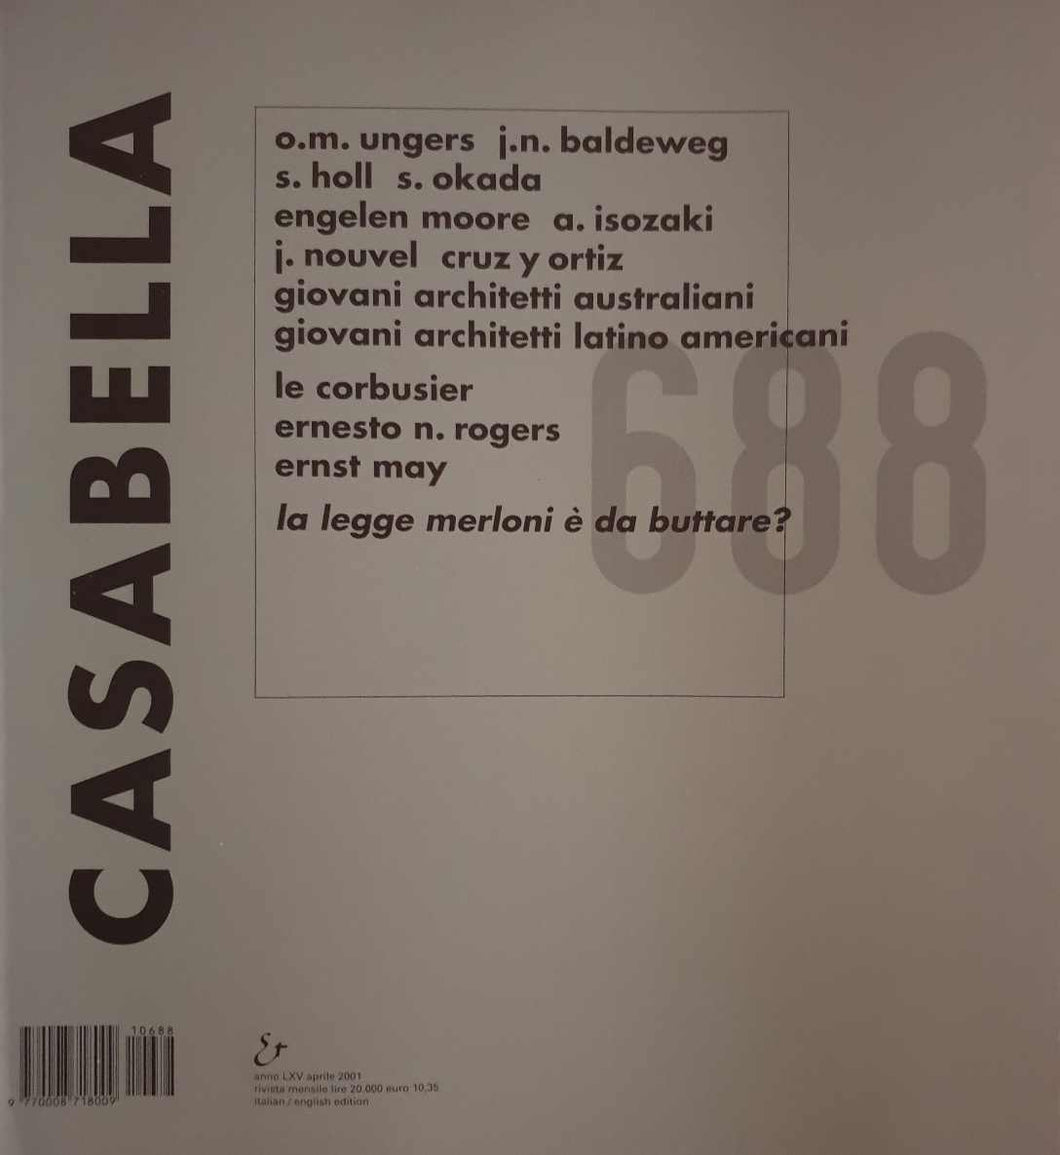 CASABELLA
o.m. ungers j.n. baldeweg
s. holl s. okada
engelen moore a. isozaki
j. nouvel cruz y ortiz
giovani architetti australiani
giovani architetti latino americani
le corbusier
ernesto n. rogers
ernst may
la legge merloni è da buttare?
688
10688
9 770008 718009
anno LXV aprile 2001
rivista mensile lire 20.000 euro 10,35
italian / english edition